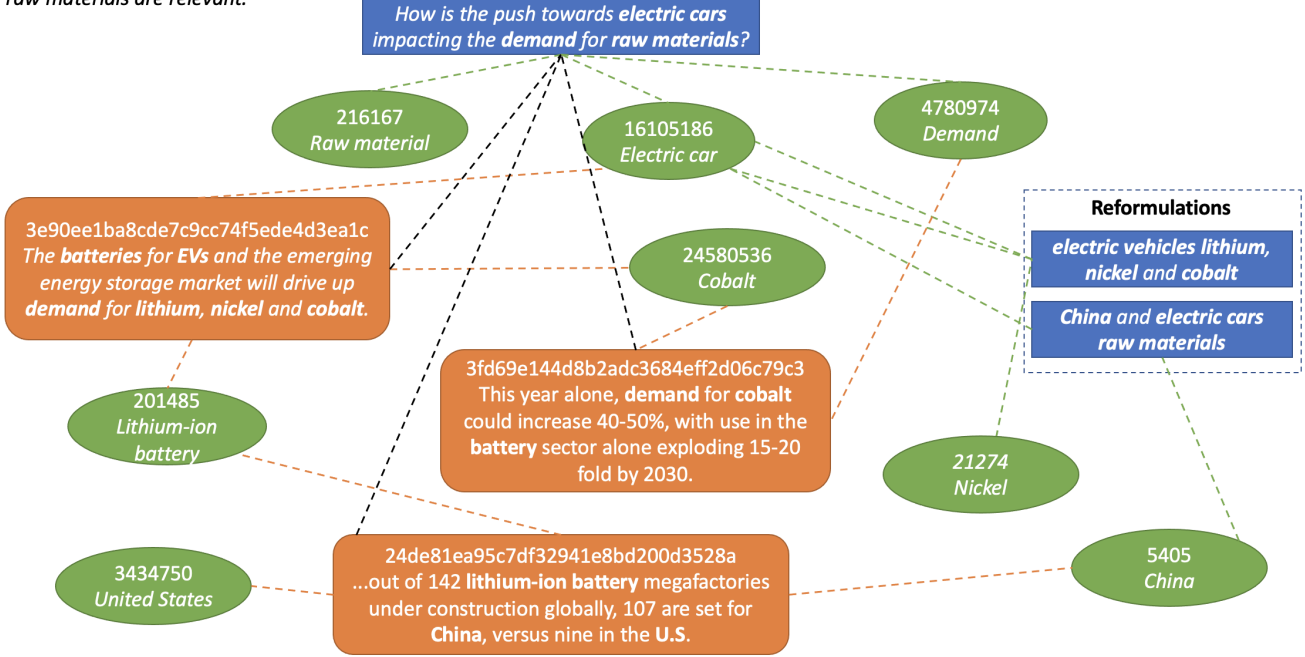 raw materials are relevant.
How is the push towards electric cars
impacting the demand for raw materials?
216167
Raw material
16105186
Electric car
4780974
Demand
3e90ee1ba8cde7c9cc74f5ede4d3ea1c
The batteries for EVs and the emerging
energy storage market will drive up
demand for lithium, nickel and cobalt.
24580536
Cobalt
Reformulations
electric vehicles lithium,
nickel and cobalt
China and electric cars
raw materials
3fd69e144d8b2adc3684eff2d06c79c3
This year alone, demand for cobalt
could increase 40-50%, with use in the
battery sector alone exploding 15-20
fold by 2030.
201485
Lithium-ion
battery
21274
Nickel
24de81ea95c7df32941e8bd200d3528a
...out of 142 lithium-ion battery megafactories
under construction globally, 107 are set for
China, versus nine in the U.S.
3434750
United States
5405
China